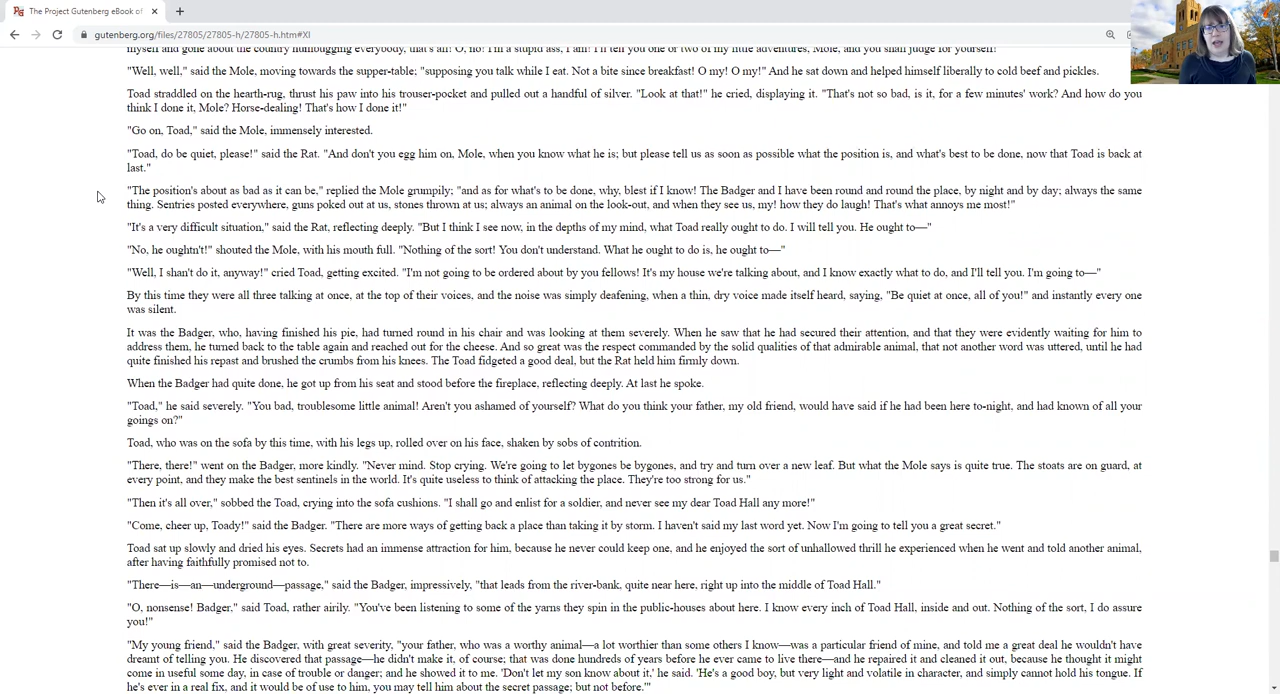 The Project Gutenberg eBook of
gutenberg.org/files/27805/27805-h/27805-h.htm#XI
myself and gone about the country humbugging everybody, that's all! O, no! I'm a stupid ass, I am! I'll tell you one or two of my little adventures, Mole, and you shall judge for yourself!"
"Well, well," said the Mole, moving towards the supper-table; "supposing you talk while I eat. Not a bite since breakfast! O my! O my!" And he sat down and helped himself liberally to cold beef and pickles.
Toad straddled on the hearth-rug, thrust his paw into his trouser-pocket and pulled out a handful of silver. "Look at that!" he cried, displaying it. "That's not so bad, is it, for a few minutes' work? And how do you
think I done it, Mole? Horse-dealing! That's how I done it!"
"Go on, Toad," said the Mole, immensely interested.
"Toad, do be quiet, please!" said the Rat. "And don't you egg him on, Mole, when you know what he is; but please tell us as soon as possible what the position is, and what's best to be done, now that Toad is back at
last."
"The position's about as bad as it can be," replied the Mole grumpily; "and as for what's to be done, why, blest if I know! The Badger and I have been round and round the place, by night and by day; always the same
thing. Sentries posted everywhere, guns poked out at us, stones thrown at us; always an animal on the look-out, and when they see us, my! how they do laugh! That's what annoys me most!"
"It's a very difficult situation," said the Rat, reflecting deeply. "But I think I see now, in the depths of my mind, what Toad really ought to do. I will tell you. He ought to—"
"No, he oughtn't!" shouted the Mole, with his mouth full. "Nothing of the sort! You don't understand. What he ought to do is, he ought to—"
"Well, I shan't do it, anyway!" cried Toad, getting excited. "I'm not going to be ordered about by you fellows! It's my house we're talking about, and I know exactly what to do, and I'll tell you. I'm going to—"
By this time they were all three talking at once, at the top of their voices, and the noise was simply deafening, when a thin, dry voice made itself heard, saying, "Be quiet at once, all of you!" and instantly every one
was silent.
It was the Badger, who, having finished his pie, had turned round in his chair and was looking at them severely. When he saw that he had secured their attention, and that they were evidently waiting for him to
address them, he turned back to the table again and reached out for the cheese. And so great was the respect commanded by the solid qualities of that admirable animal, that not another word was uttered, until he had
quite finished his repast and brushed the crumbs from his knees. The Toad fidgeted a good deal, but the Rat held him firmly down.
When the Badger had quite done, he got up from his seat and stood before the fireplace, reflecting deeply. At last he spoke.
"Toad," he said severely. "You bad, troublesome little animal! Aren't you ashamed of yourself? What do you think your father, my old friend, would have said if he had been here to-night, and had known of all your
goings on?"
Toad, who was on the sofa by this time, with his legs up, rolled over on his face, shaken by sobs of contrition.
"There, there!" went on the Badger, more kindly. "Never mind. Stop crying. We're going to let bygones be bygones, and try and turn over a new leaf. But what the Mole says is quite true. The stoats are on guard, at
every point, and they make the best sentinels in the world. It's quite useless to think of attacking the place. They're too strong for us."
"Then it's all over," sobbed the Toad, crying into the sofa cushions. "I shall go and enlist for a soldier, and never see my dear Toad Hall any more!"
"Come, cheer up, Toady!" said the Badger. "There are more ways of getting back a place than taking it by storm. I haven't said my last word yet. Now I'm going to tell you a great secret."
Toad sat up slowly and dried his eyes. Secrets had an immense attraction for him, because he never could keep one, and he enjoyed the sort of unhallowed thrill he experienced when he went and told another animal,
after having faithfully promised not to.
"There—is—an—underground—passage," said the Badger, impressively, "that leads from the river-bank, quite near here, right up into the middle of Toad Hall."
"O, nonsense! Badger," said Toad, rather airily. "You've been listening to some of the yarns they spin in the public-houses about here. I know every inch of Toad Hall, inside and out. Nothing of the sort, I do assure
you!"
"My young friend," said the Badger, with great severity, "your father, who was a worthy animal—a lot worthier than some others I know—was a particular friend of mine, and told me a great deal he wouldn't have
dreamt of telling you. He discovered that passage—he didn't make it, of course; that was done hundreds of years before he ever came to live there—and he repaired it and cleaned it out, because he thought it might
come in useful some day, in case of trouble or danger; and he showed it to me. 'Don't let my son know about it,' he said. 'He's a good boy, but very light and volatile in character, and simply cannot hold his tongue. If
he's ever in a real fix, and it would be of use to him, you may tell him about the secret passage; but not before.'"